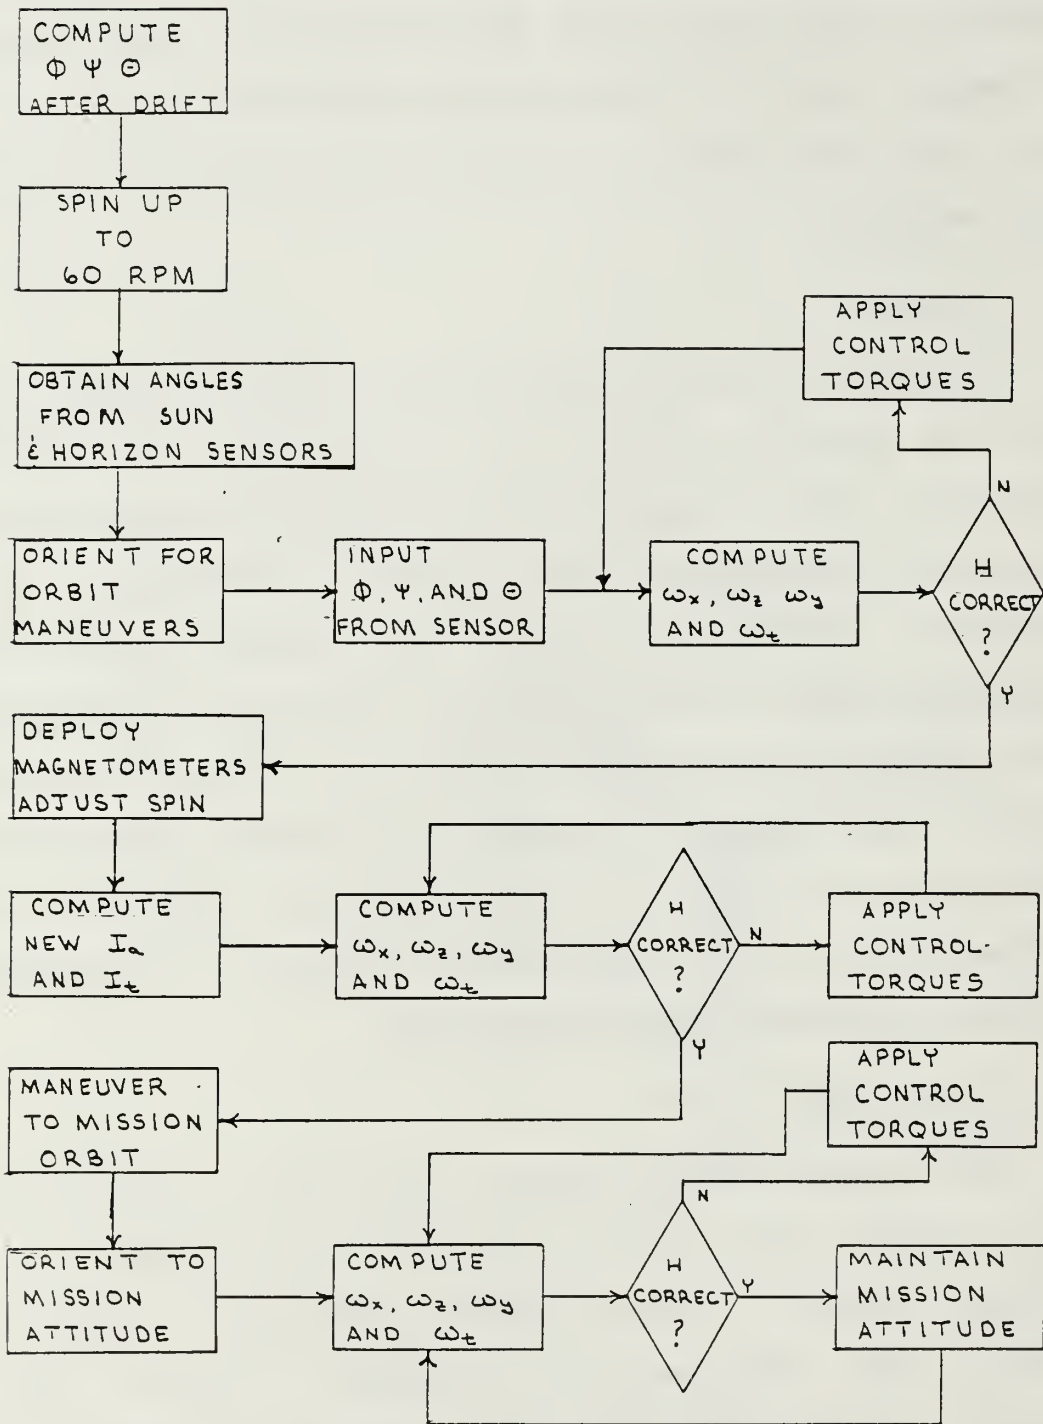 COMPUTE
Φ Ψ Θ
AFTER DRIFT
SPIN UP
TO
60 RPM
OBTAIN ANGLES
FROM SUN
& HORIZON SENSORS
ORIENT FOR
ORBIT
MANEUVERS
INPUT
Φ, Ψ, AND Θ
FROM SENSOR
COMPUTE
ωx, ωz ωy
AND ωt
H
CORRECT
?
N
Y
APPLY
CONTROL
TORQUES
DEPLOY
MAGNETOMETERS
ADJUST SPIN
COMPUTE
NEW Ia
AND It
COMPUTE
ωx, ωz, ωy
AND ωt
H
CORRECT
?
N
Y
APPLY
CONTROL-
TORQUES
MANEUVER
TO MISSION
ORBIT
ORIENT TO
MISSION
ATTITUDE
COMPUTE
ωx, ωz, ωy
AND ωt
H
CORRECT
?
N
Y
APPLY
CONTROL
TORQUES
MAINTAIN
MISSION
ATTITUDE